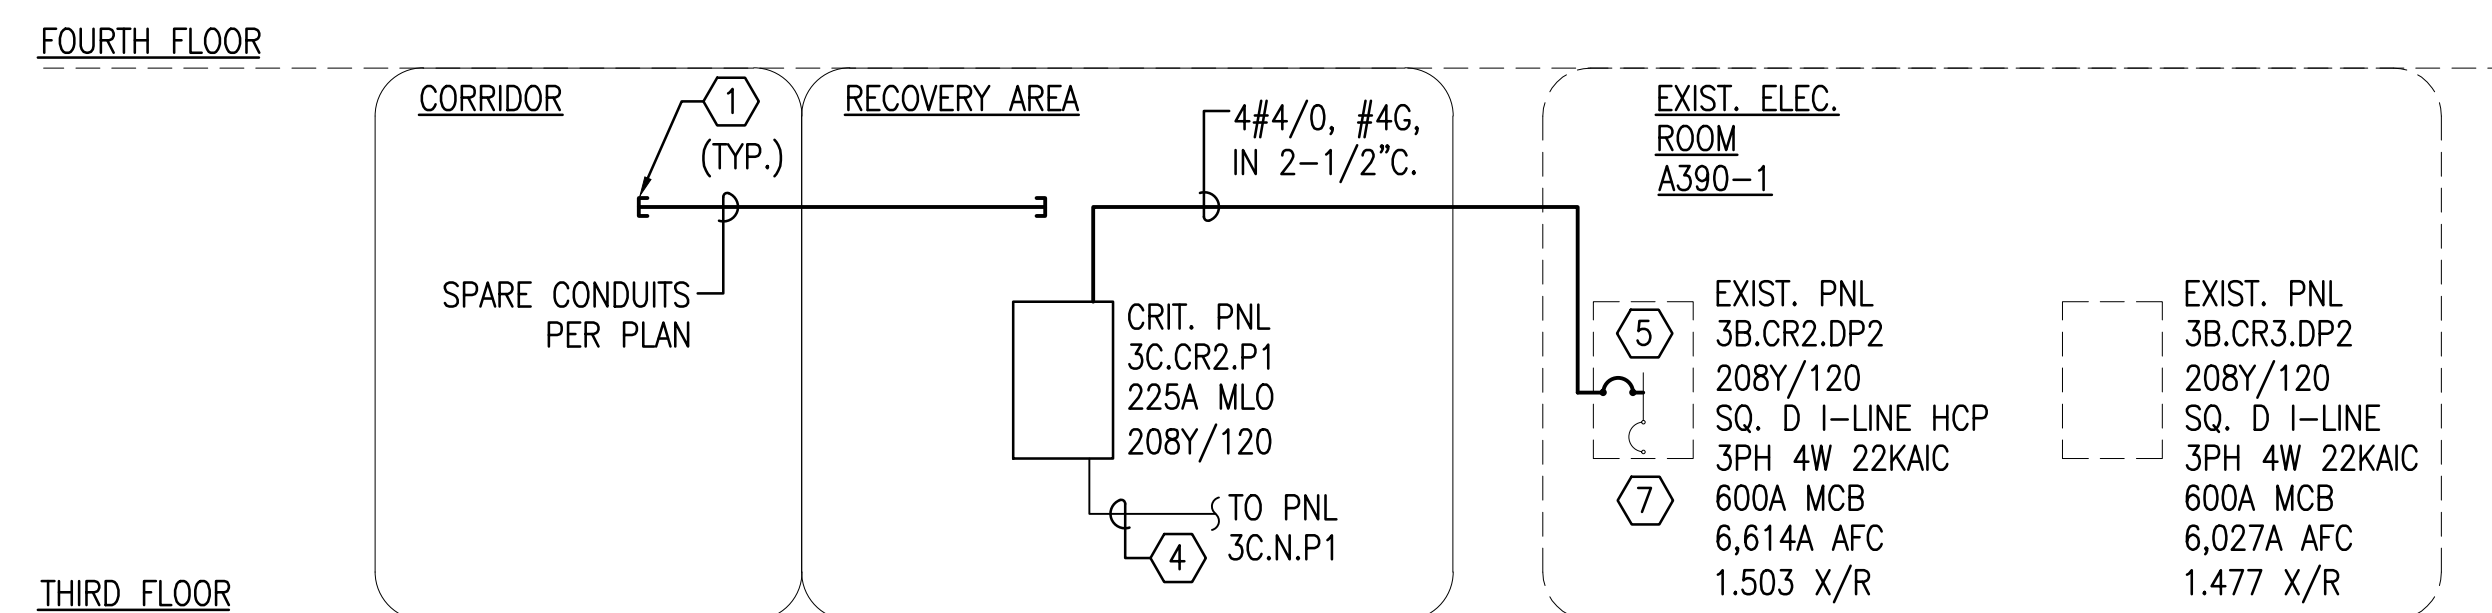 FOURTH FLOOR
CORRIDOR
1
(TYP.)
SPARE CONDUITS
PER PLAN
RECOVERY AREA
4#4/0, #4G,
IN 2-1/2"C.
CRIT. PNL
3C.CR2.P1
225A MLO
208Y/120
TO PNL
3C.N.P1
4
EXIST. ELEC.
ROOM
A390-1
5
7
EXIST. PNL
3B.CR2.DP2
208Y/120
SQ. D I-LINE HCP
3PH 4W 22KAIC
600A MCB
6,614A AFC
1.503 X/R
EXIST. PNL
3B.CR3.DP2
208Y/120
SQ. D I-LINE
3PH 4W 22KAIC
600A MCB
6,027A AFC
1.477 X/R
THIRD FLOOR